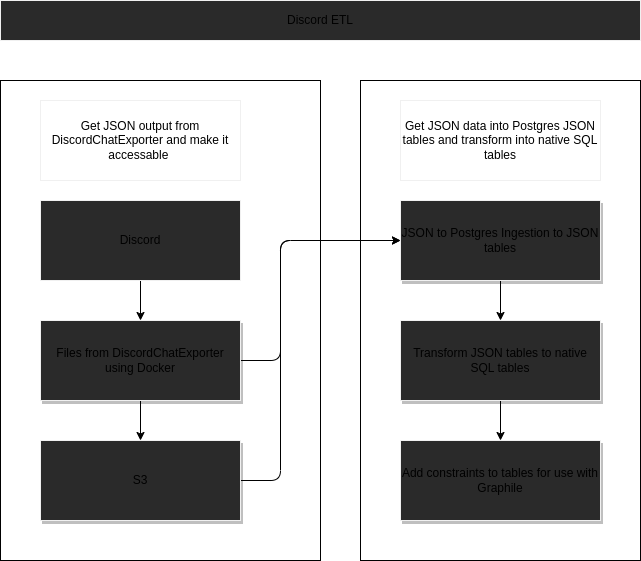 Discord ETL
Get JSON output from
DiscordChatExporter and make it
accessable
Discord
Files from DiscordChatExporter
using Docker
S3
Get JSON data into Postgres JSON
tables and transform into native SQL
tables
JSON to Postgres Ingestion to JSON
tables
Transform JSON tables to native
SQL tables
Add constraints to tables for use with
Graphile